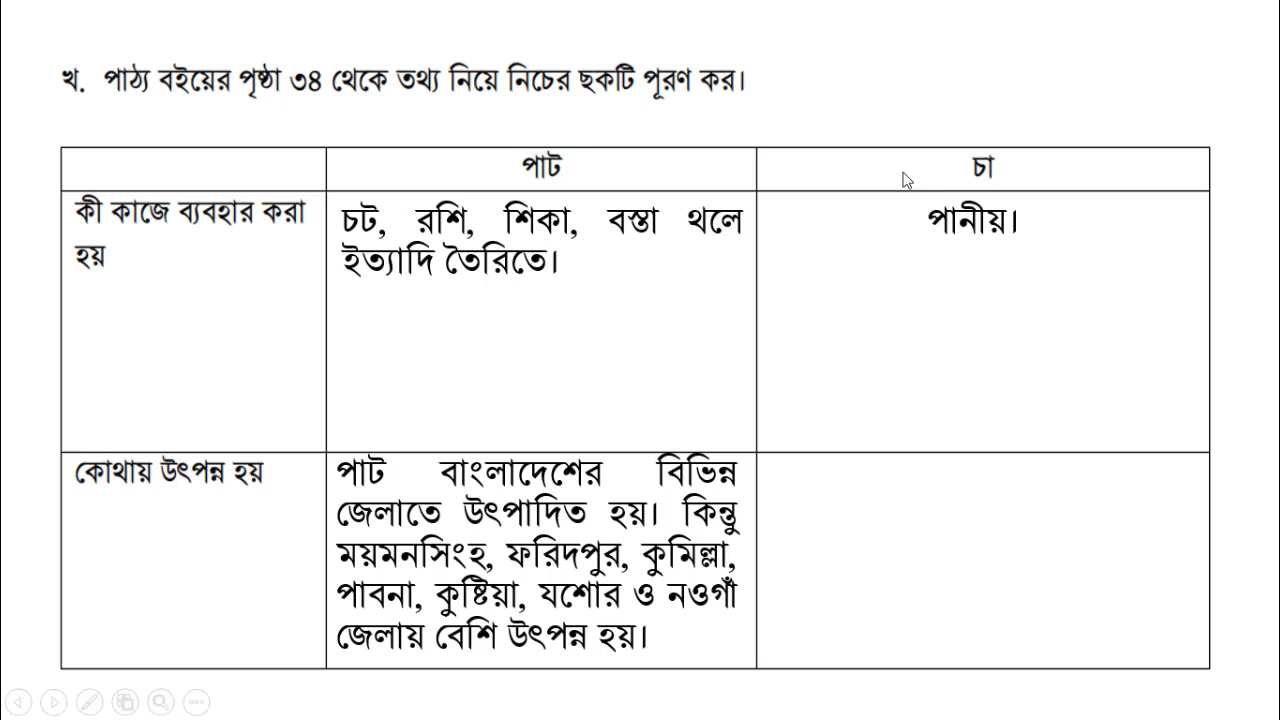 খ. পাঠ্য বইয়ের পৃষ্ঠা ৩৪ থেকে তথ্য নিয়ে নিচের ছকটি পূরণ কর।
পাট
চা
কী কাজে ব্যবহার করা
হয়
চট, রশি, শিকা, বস্তা থলে
ইত্যাদি তৈরিতে।
পানীয়।
কোথায় উৎপন্ন হয়
পাট বাংলাদেশের বিভিন্ন
জেলাতে উৎপাদিত হয়। কিন্তু
ময়মনসিংহ, ফরিদপুর, কুমিল্লা,
পাবনা, কুষ্টিয়া, যশোর ও নওগাঁ
জেলায় বেশি উৎপন্ন হয়।